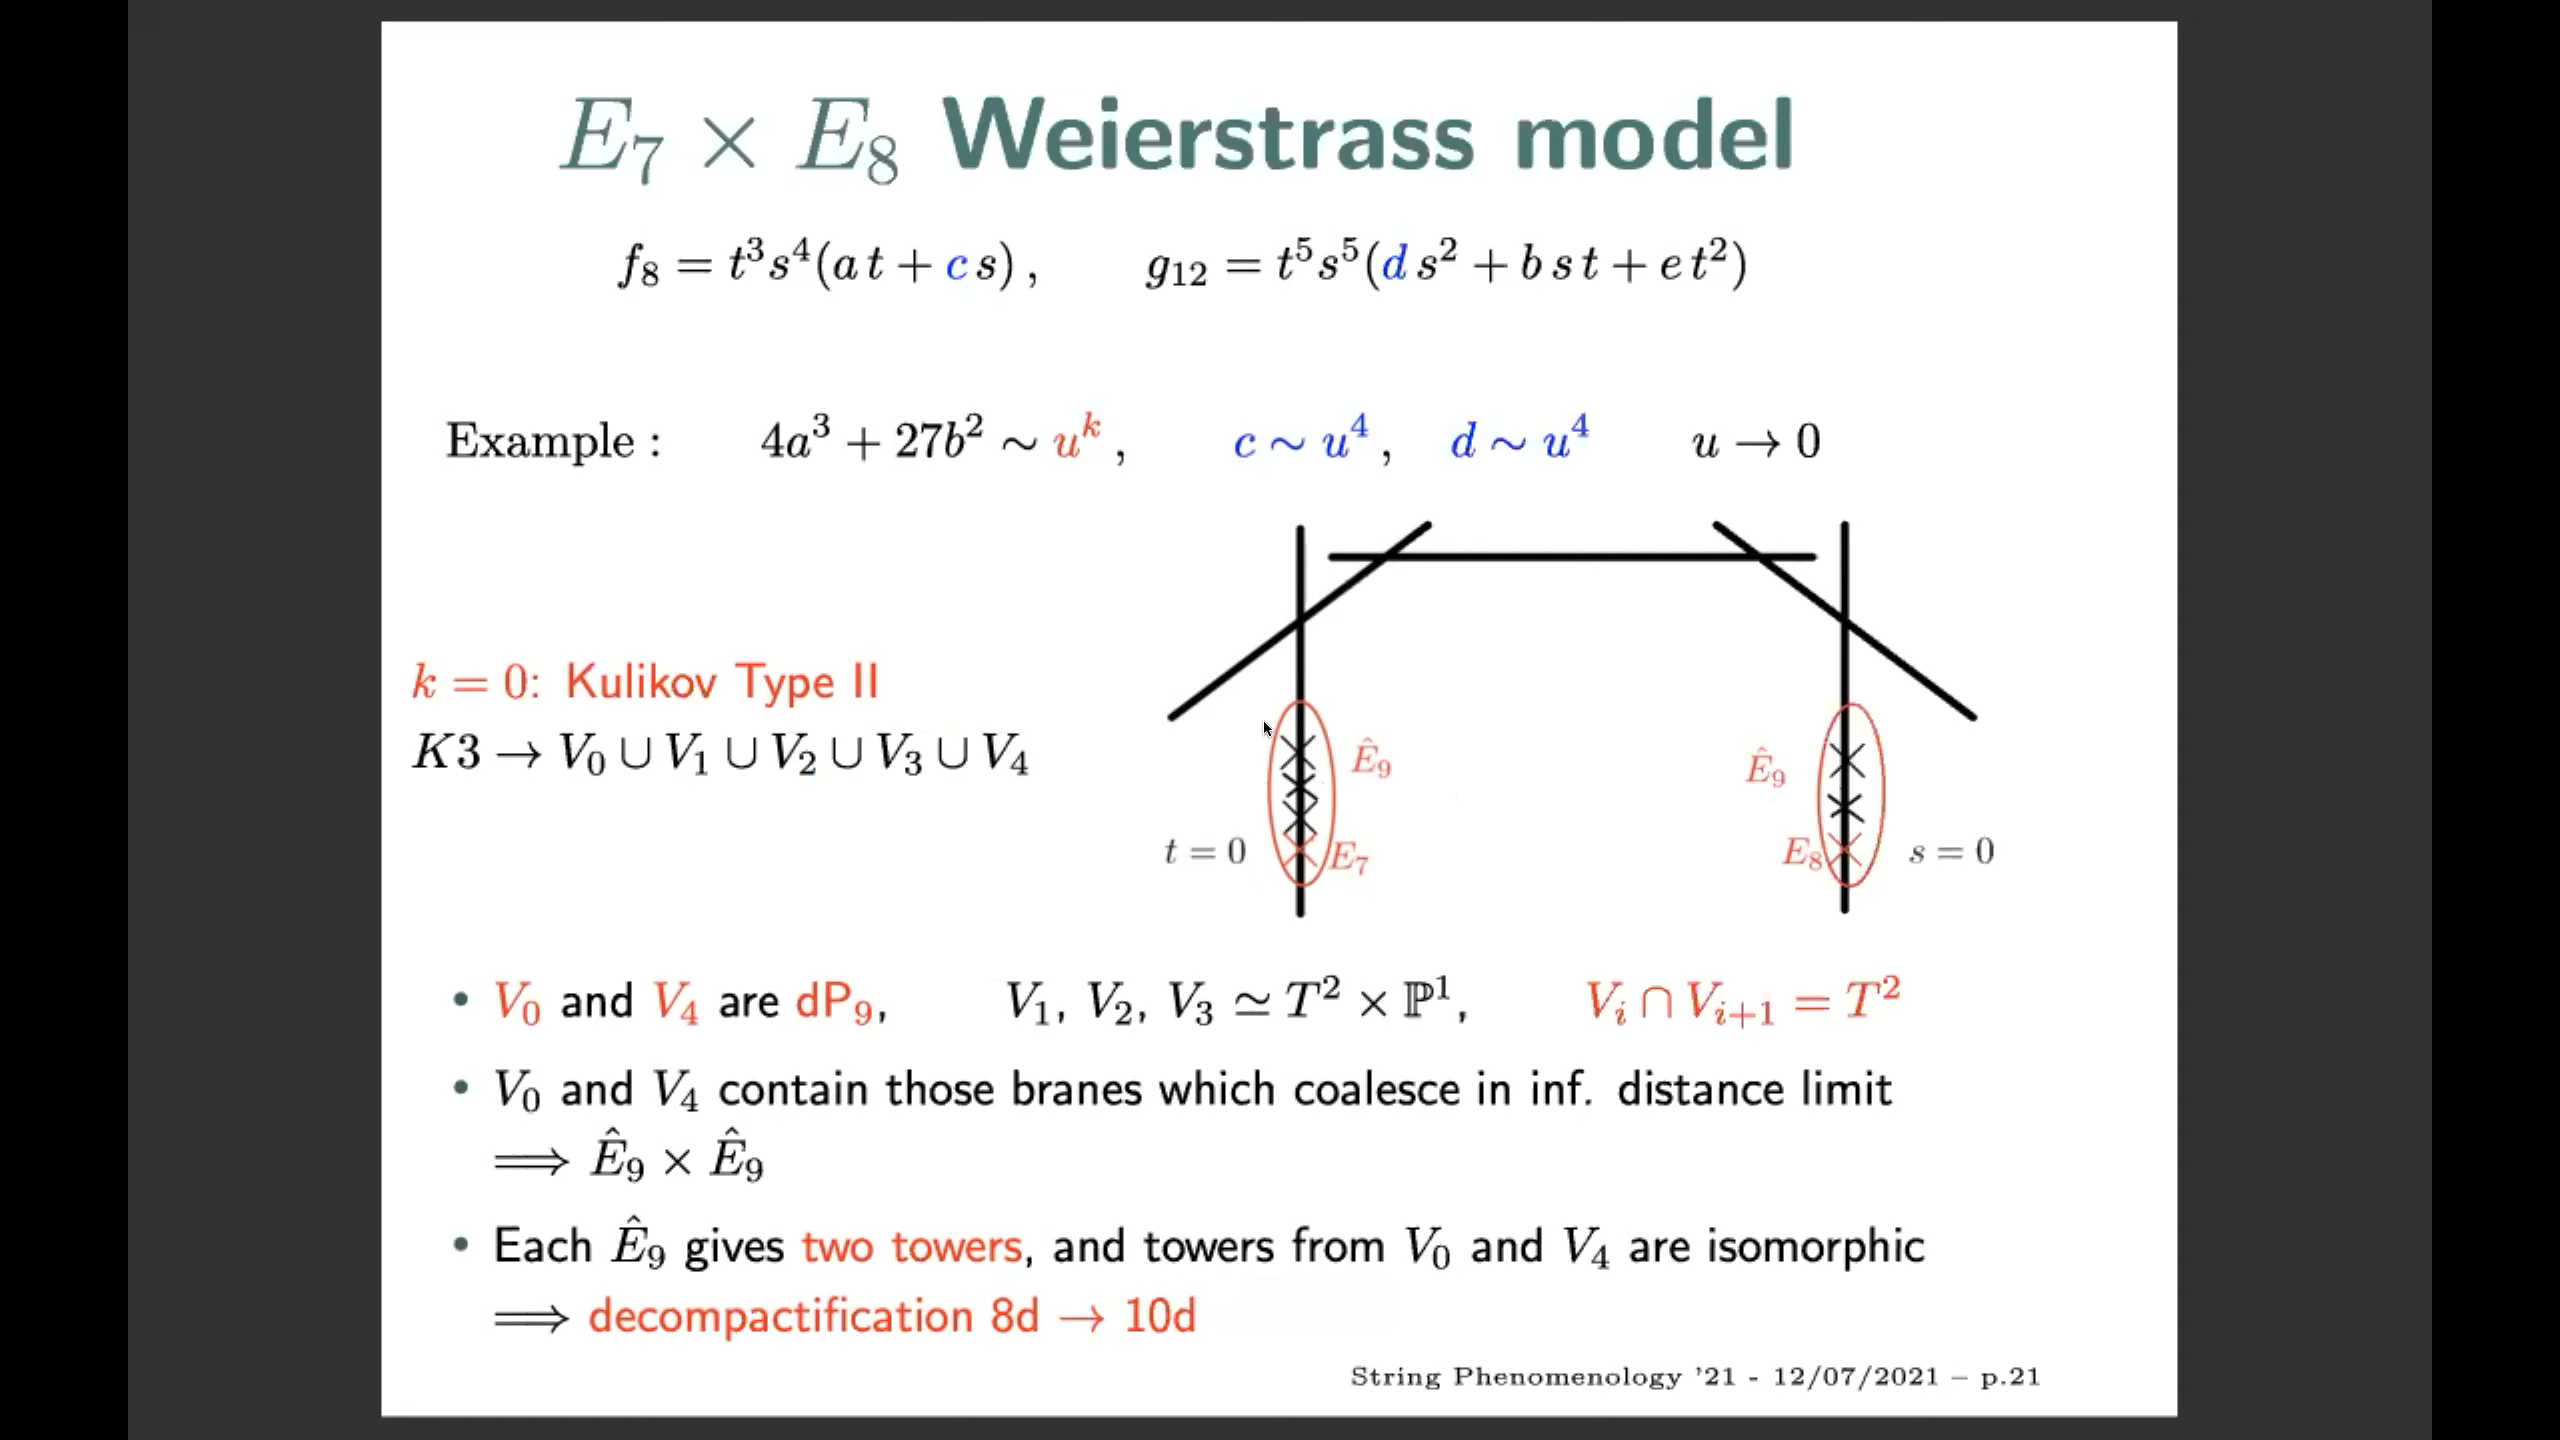 E₇ × E₈ Weierstrass model
f₈ = t³s⁴(a t + c s) ,   g₁₂ = t⁵s⁵(d s² + b s t + e t²)
Example :   4a³ + 27b² ∼ uᵏ ,   c ∼ u⁴ ,   d ∼ u⁴   u → 0
k = 0: Kulikov Type II
K3 → V₀ ∪ V₁ ∪ V₂ ∪ V₃ ∪ V₄
Ê₉   Ê₉
t = 0   E₇   E₈   s = 0
• V₀ and V₄ are dP₉,   V₁, V₂, V₃ ≃ T² × ℙ¹,   Vᵢ ∩ Vᵢ₊₁ = T²
• V₀ and V₄ contain those branes which coalesce in inf. distance limit
⟹ Ê₉ × Ê₉
• Each Ê₉ gives two towers, and towers from V₀ and V₄ are isomorphic
⟹ decompactification 8d → 10d
String Phenomenology ’21 - 12/07/2021 – p.21